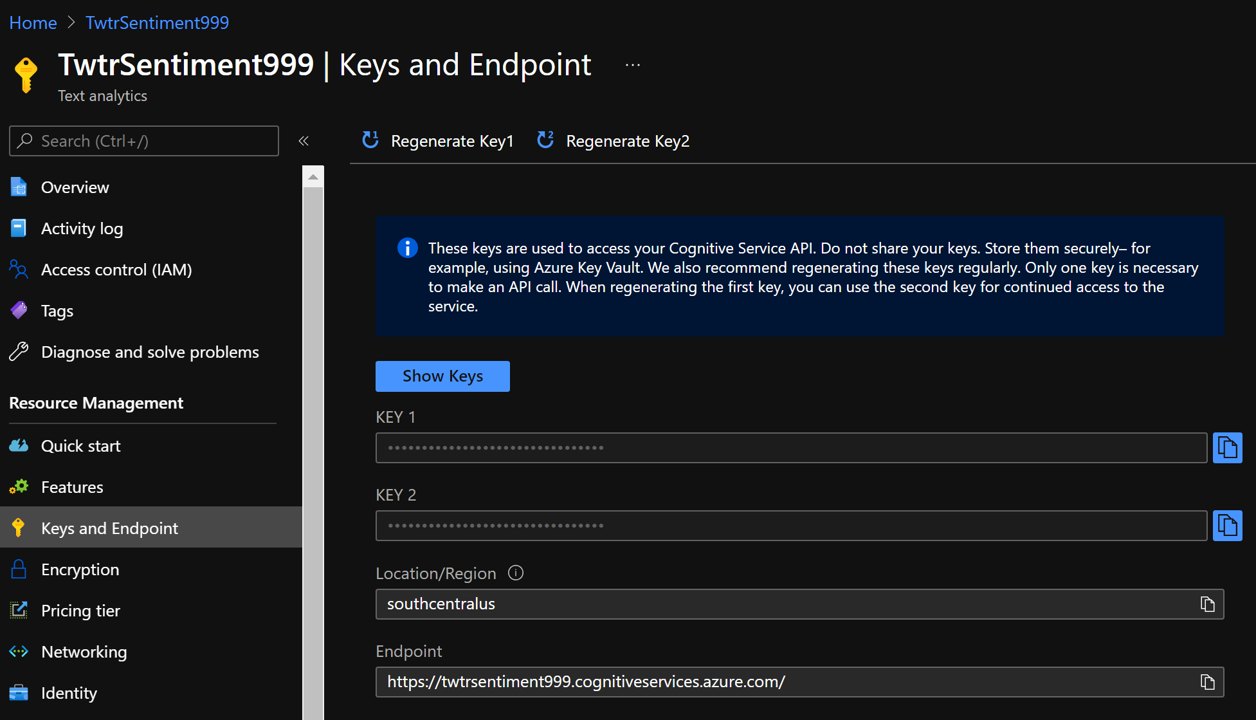 Home > TwtrSentiment999
TwtrSentiment999 | Keys and Endpoint ...
Text analytics
Search (Ctrl+/)
«
Overview
Activity log
Access control (IAM)
Tags
Diagnose and solve problems
Resource Management
Quick start
Features
Keys and Endpoint
Encryption
Pricing tier
Networking
Identity
1 Regenerate Key1 2 Regenerate Key2
These keys are used to access your Cognitive Service API. Do not share your keys. Store them securely– for
example, using Azure Key Vault. We also recommend regenerating these keys regularly. Only one key is necessary
to make an API call. When regenerating the first key, you can use the second key for continued access to the
service.
Show Keys
KEY 1
••••••••••••••••••••••••••••••••
KEY 2
••••••••••••••••••••••••••••••••
Location/Region
southcentralus
Endpoint
https://twtrsentiment999.cognitiveservices.azure.com/